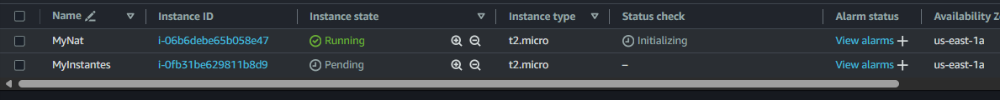 Name Instance ID Instance state Instance type Status check Alarm status Availability Z
MyNat i-06b6debe65b058e47 Running t2.micro Initializing View alarms + us-east-1a
MyInstantes i-0fb31be629811b8d9 Pending t2.micro – View alarms + us-east-1a